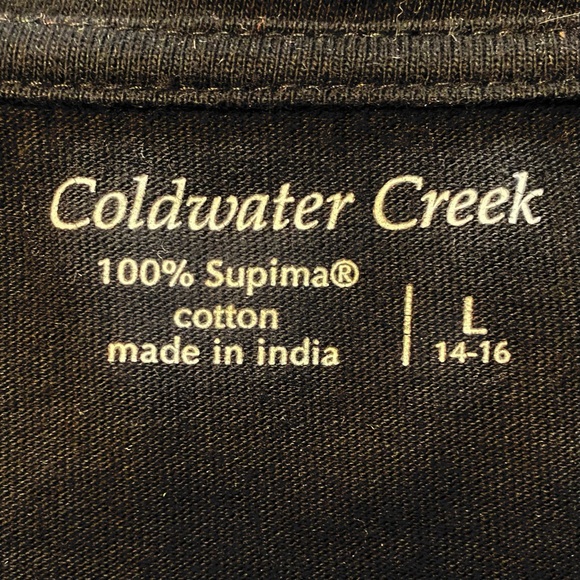 Coldwater Creek
100% Supima®
cotton
made in india
L
14-16